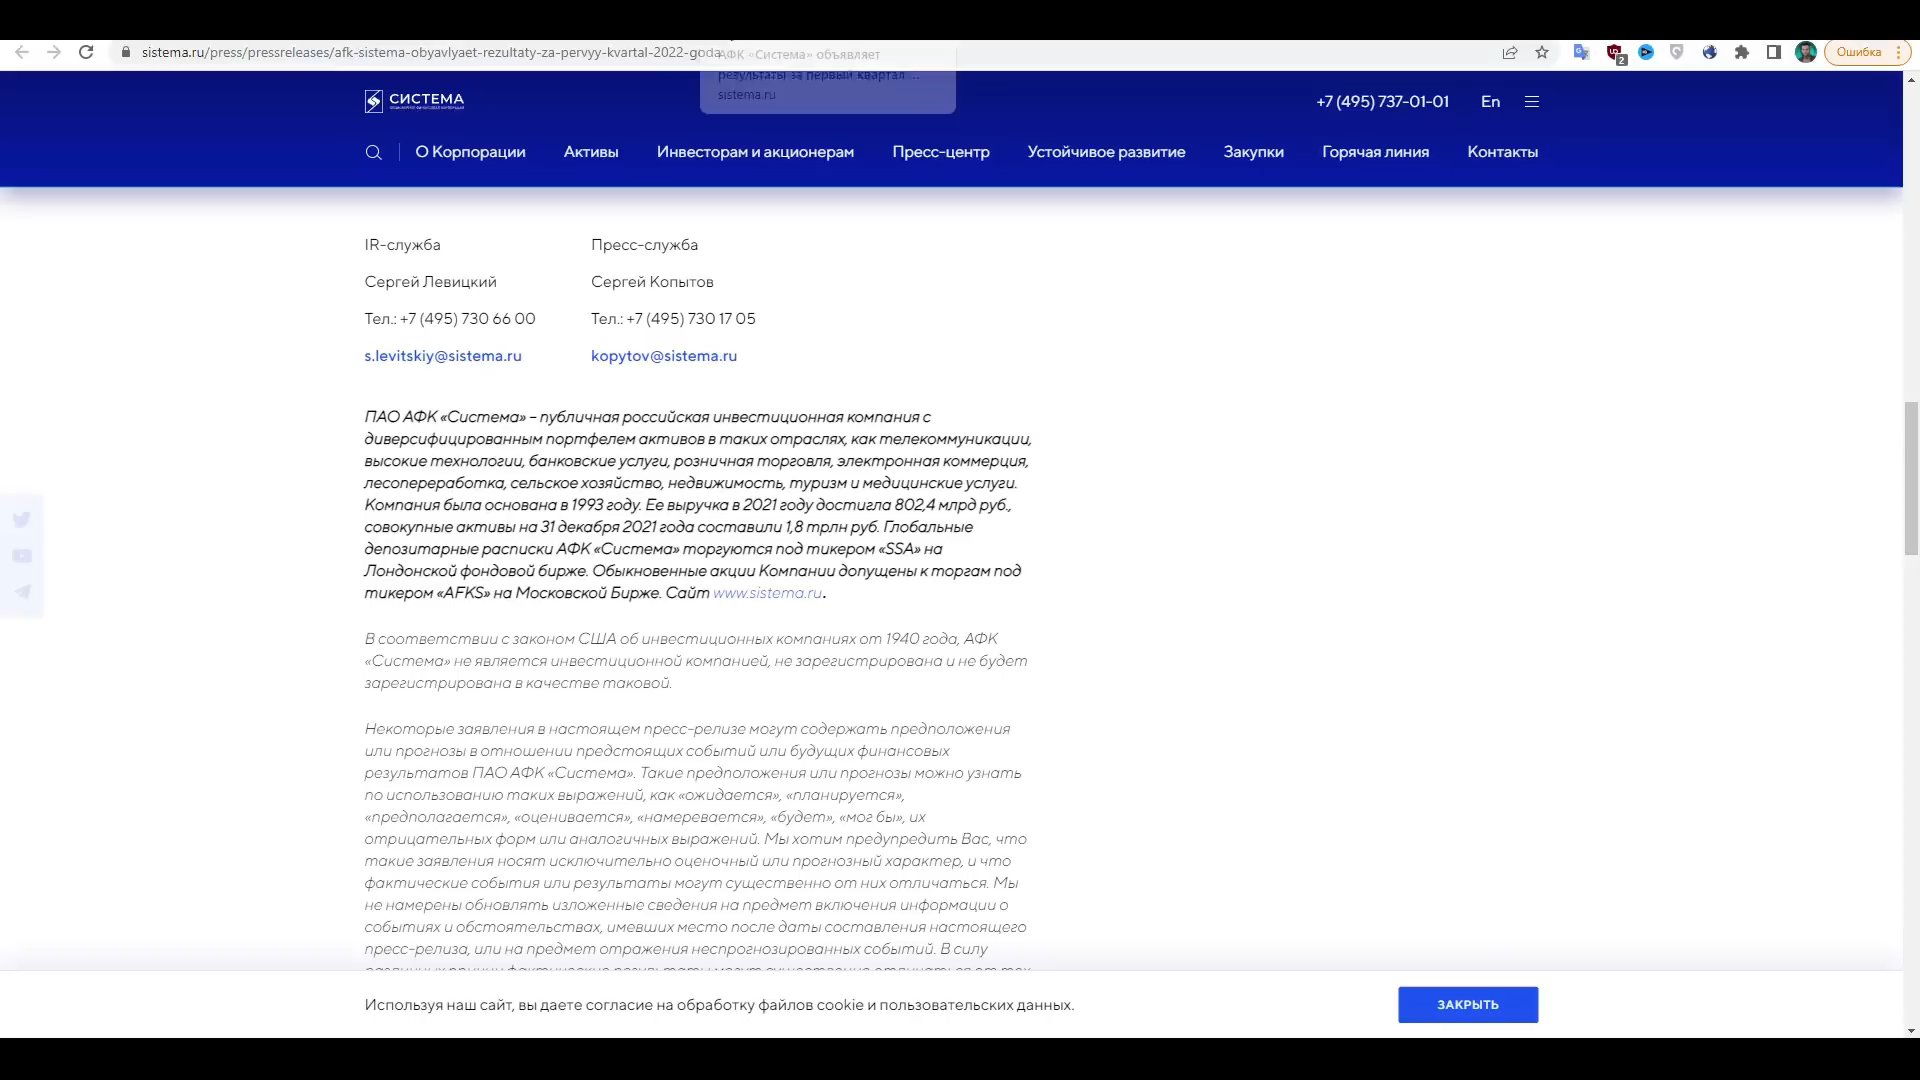 sistema.ru/press/pressreleases/afk-sistema-obyavlyaet-rezultaty-za-pervyy-kvartal-2022-goda
АФК «Система» объявляет
результаты за первый квартал ...
sistema.ru
2
Ошибка
СИСТЕМА
+7 (495) 737-01-01
En
О Корпорации
Активы
Инвесторам и акционерам
Пресс-центр
Устойчивое развитие
Закупки
Горячая линия
Контакты
IR-служба
Пресс-служба
Сергей Левицкий
Сергей Копытов
Тел.: +7 (495) 730 66 00
Тел.: +7 (495) 730 17 05
s.levitskiy@sistema.ru
kopytov@sistema.ru
ПАО АФК «Система» – публичная российская инвестиционная компания с
диверсифицированным портфелем активов в таких отраслях, как телекоммуникации,
высокие технологии, банковские услуги, розничная торговля, электронная коммерция,
лесопереработка, сельское хозяйство, недвижимость, туризм и медицинские услуги.
Компания была основана в 1993 году. Ее выручка в 2021 году достигла 802,4 млрд руб.,
совокупные активы на 31 декабря 2021 года составили 1,8 трлн руб. Глобальные
депозитарные расписки АФК «Система» торгуются под тикером «SSA» на
Лондонской фондовой бирже. Обыкновенные акции Компании допущены к торгам под
тикером «AFKS» на Московской Бирже. Сайт www.sistema.ru.
В соответствии с законом США об инвестиционных компаниях от 1940 года, АФК
«Система» не является инвестиционной компанией, не зарегистрирована и не будет
зарегистрирована в качестве таковой.
Некоторые заявления в настоящем пресс-релизе могут содержать предположения
или прогнозы в отношении предстоящих событий или будущих финансовых
результатов ПАО АФК «Система». Такие предположения или прогнозы можно узнать
по использованию таких выражений, как «ожидается», «планируется»,
«предполагается», «оценивается», «намеревается», «будет», «мог бы», их
отрицательных форм или аналогичных выражений. Мы хотим предупредить Вас, что
такие заявления носят исключительно оценочный или прогнозный характер, и что
фактические события или результаты могут существенно от них отличаться. Мы
не намерены обновлять изложенные сведения на предмет включения информации о
событиях и обстоятельствах, имевших место после даты составления настоящего
пресс-релиза, или на предмет отражения неспрогнозированных событий. В силу
Используя наш сайт, вы даете согласие на обработку файлов cookie и пользовательских данных.
ЗАКРЫТЬ